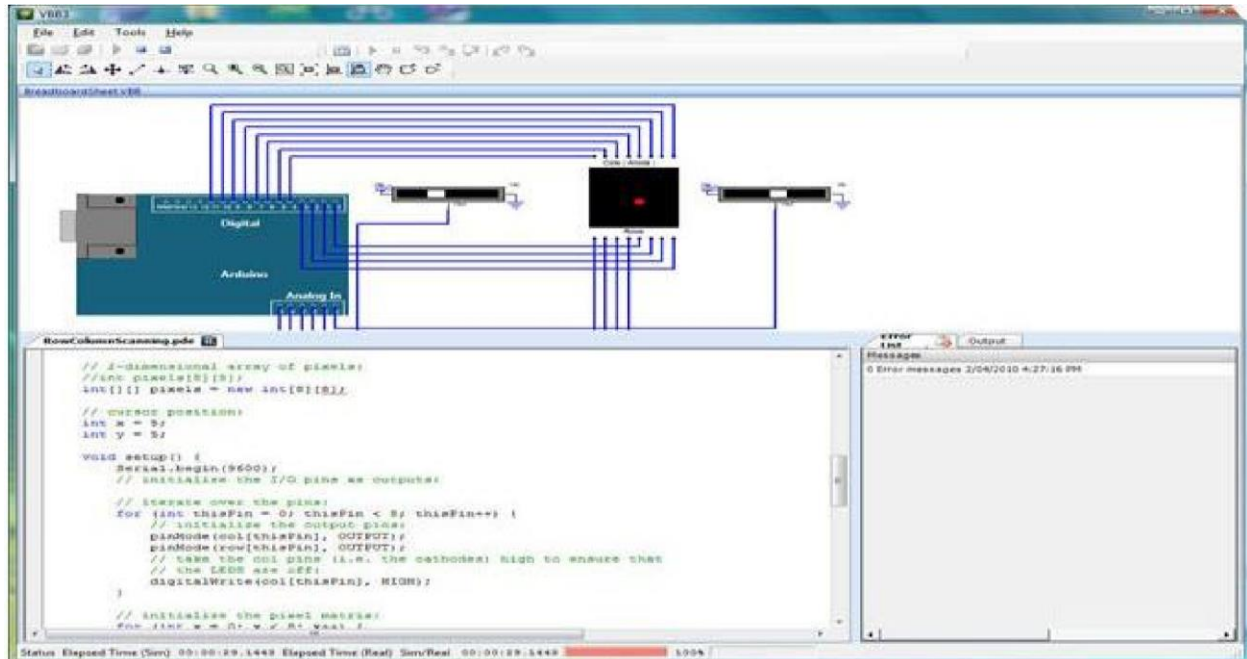 VBB3
File Edit Tools Help
BreadboardSheet.VBB
Digital
Arduino
Analog In
RowColumnScanning.pde
// 2-dimensional array of pixels:
//int pixels[8][8];
int[][] pixels = new int[8][8];
// cursor position:
int x = 5;
int y = 5;
void setup() {
Serial.begin(9600);
// initialise the I/O pins as outputs:
// iterate over the pins:
for (int thisPin = 0; thisPin < 8; thisPin++) {
// initialise the output pins:
pinMode(col[thisPin], OUTPUT);
pinMode(row[thisPin], OUTPUT);
// take the col pins (i.e. the cathodes) high to ensure that
// the LEDS are off:
digitalWrite(col[thisPin], HIGH);
}
// initialise the pixel matrix:
Error List
Output
Messages
0 Error messages 2/04/2010 4:27:16 PM
Status Elapsed Time (Sim) 00:00:29.1448 Elapsed Time (Real) Sim/Real 00:00:29.1448 100%